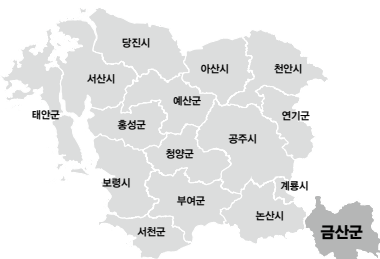 당진시
아산시
천안시
서산시
예산군
태안군
연기군
홍성군
공주시
청양군
보령시
계룡시
부여군
논산시
서천군
금산군